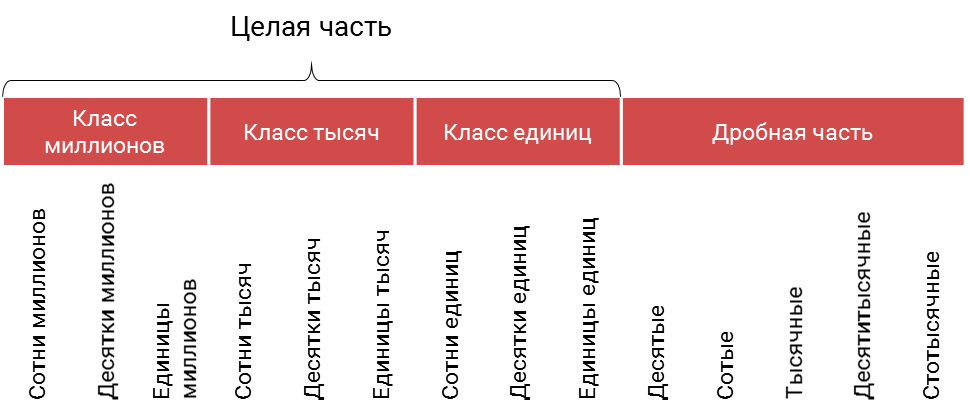 Целая часть
Класс
миллионов
Класс тысяч
Класс единиц
Дробная часть
Сотни миллионов
Десятки миллионов
Единицы
миллионов
Сотни тысяч
Десятки тысяч
Единицы тысяч
Сотни единиц
Десятки единиц
Единицы единиц
Десятые
Сотые
Тысячные
Десятитысячные
Стотысячные